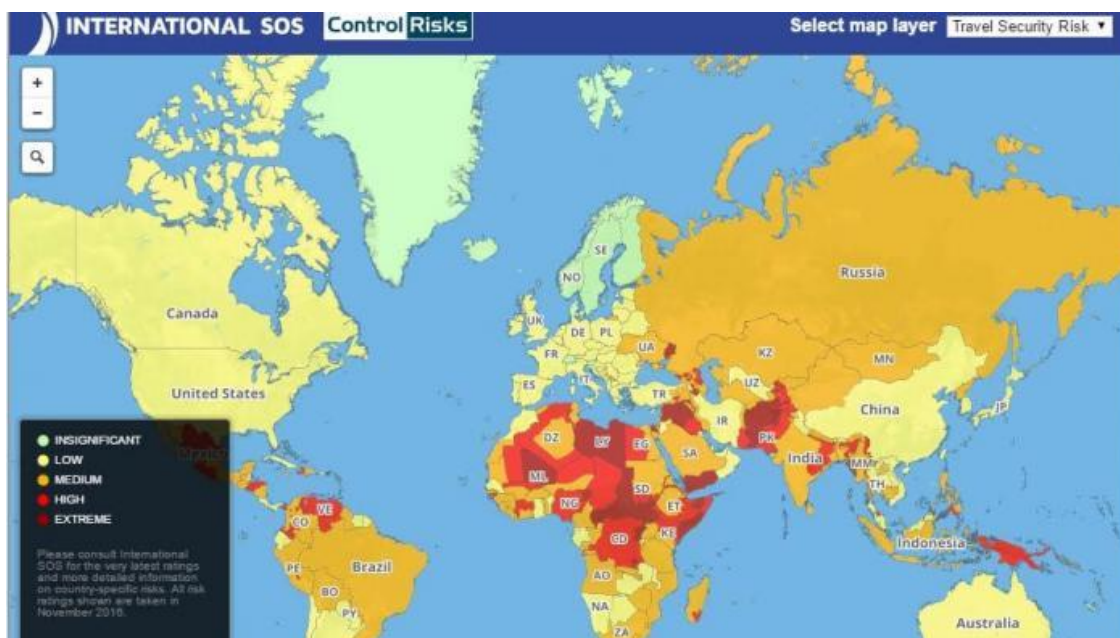 INTERNATIONAL SOS
Control Risks
Select map layer Travel Security Risk
+
−
Canada
United States
Mexico
Russia
SE
NO
UK
DE
PL
FR
UA
KZ
MN
ES
IT
TR
UZ
China
JP
IR
DZ
LY
EG
PK
SA
India
ML
MM
NG
SD
TH
ET
VE
CO
KE
CD
Indonesia
PE
Brazil
AO
BO
NA
PY
ZA
Australia
INSIGNIFICANT
LOW
MEDIUM
HIGH
EXTREME
Please consult International
SOS for the very latest ratings
and more detailed information
on country-specific risks. All risk
ratings shown are taken in
November 2016.